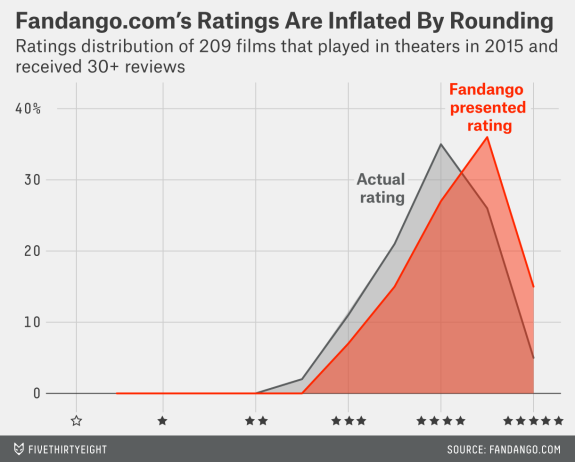 Fandango.com’s Ratings Are Inflated By Rounding
Ratings distribution of 209 films that played in theaters in 2015 and
received 30+ reviews
40%
30
20
10
0
Fandango
presented
rating
Actual
rating
☆ ★ ★★ ★★★ ★★★★ ★★★★★
FIVETHIRTYEIGHT
SOURCE: FANDANGO.COM